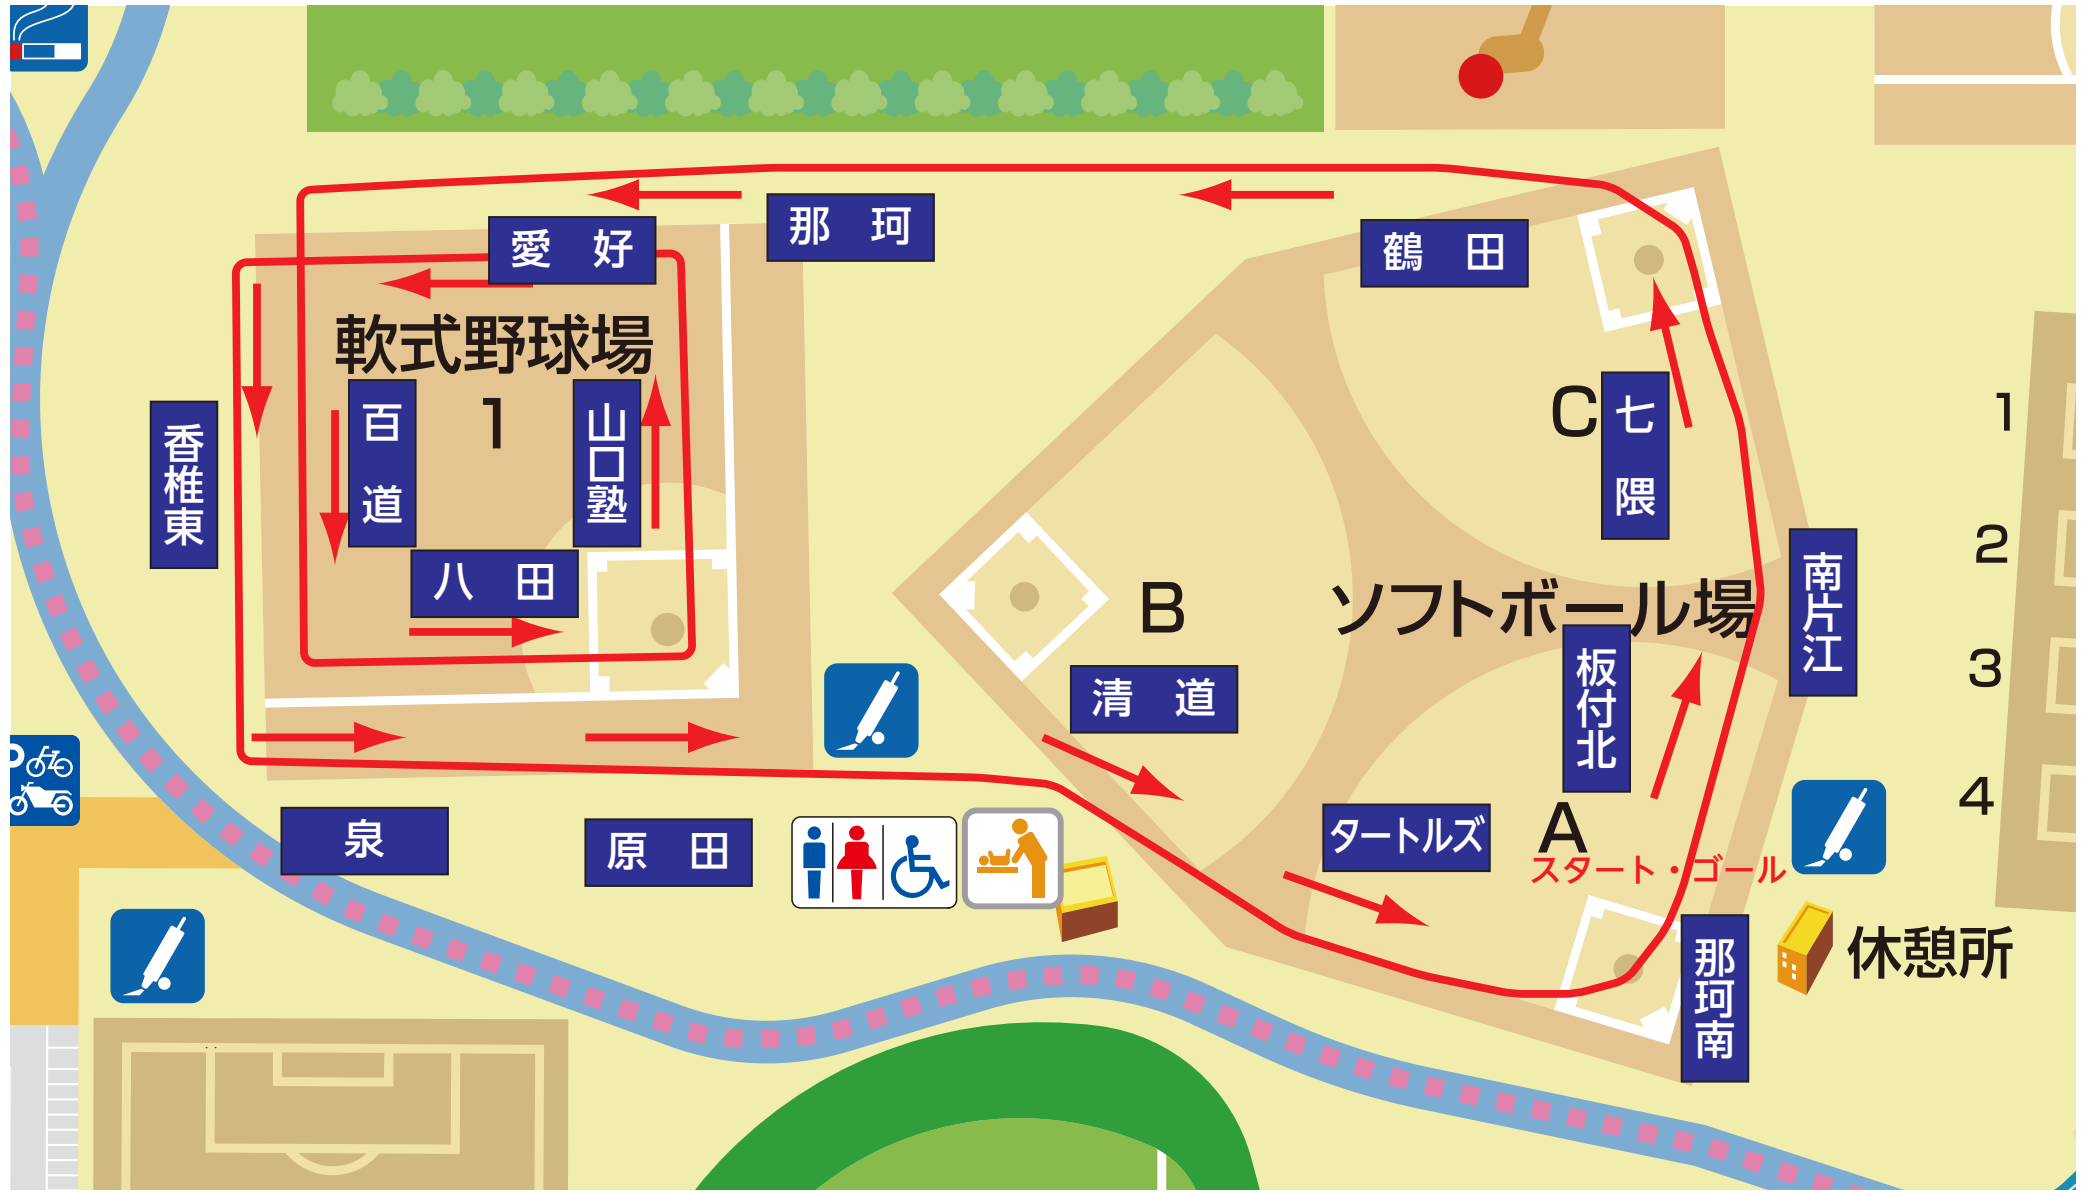 那　珂
愛　好
鶴　田
軟式野球場
1
百　道
山口塾
香椎東
八　田
C
七　隈
1
2
3
4
B
ソフトボール場
南片江
板付北
清　道
タートルズ
A
スタート・ゴール
泉
原　田
那珂南
休憩所